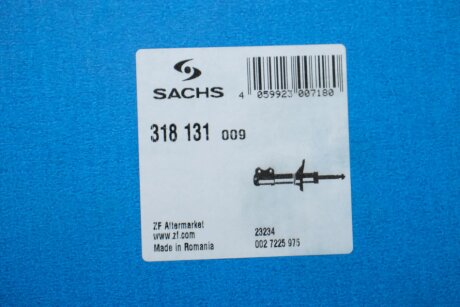 SACHS
4 059923 007180
318 131 009
ZF Aftermarket
www.zf.com
Made in Romania
23234
002 7225 975